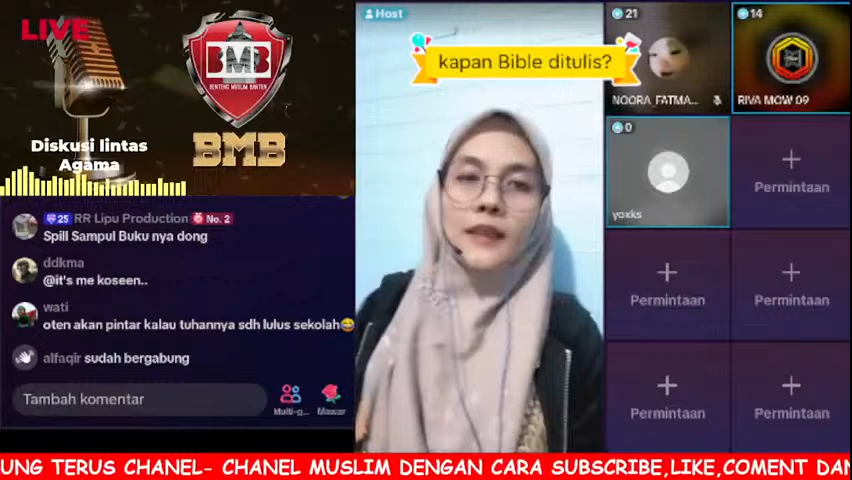 LIVE
BMB
BENTENG MUSLIM BANTEN
BMB
Diskusi lintas
Agama
25 RR Lipu Production No. 2
Spill Sampul Buku nya dong
ddkma
@it's me koseen..
wati
oten akan pintar kalau tuhannya sdh lulus sekolah😂
alfaqir sudah bergabung
Tambah komentar
Multi-g...
Mawar
Host
kapan Bible ditulis?
21
NOORA_FATMA...
14
RIVA MOW 09
0
yoxks
Permintaan
Permintaan
Permintaan
Permintaan
Permintaan
UNG TERUS CHANEL- CHANEL MUSLIM DENGAN CARA SUBSCRIBE,LIKE,COMENT DAN